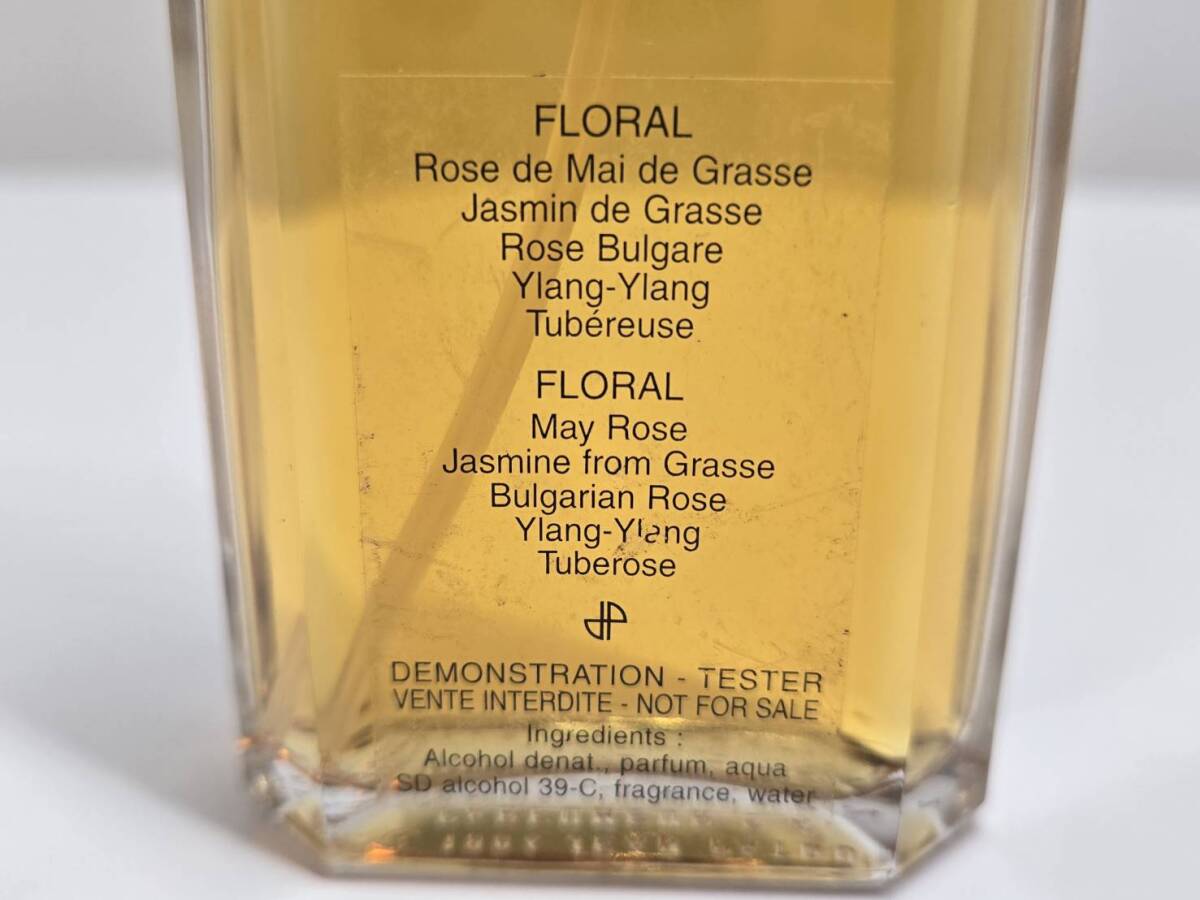 FLORAL
Rose de Mai de Grasse
Jasmin de Grasse
Rose Bulgare
Ylang-Ylang
Tubéreuse
FLORAL
May Rose
Jasmine from Grasse
Bulgarian Rose
Ylang-Ylang
Tuberose
JP
DEMONSTRATION - TESTER
VENTE INTERDITE - NOT FOR SALE
Ingredients :
Alcohol denat., parfum, aqua
SD alcohol 39-C, fragrance, water